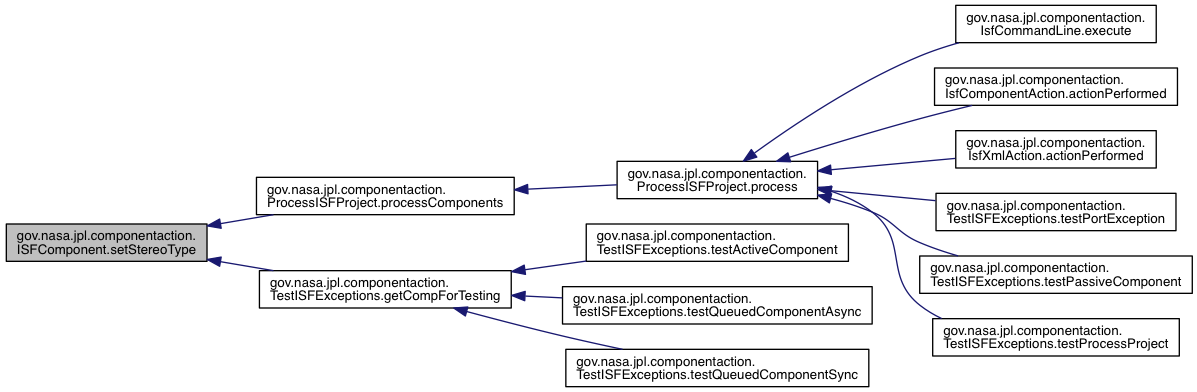 gov.nasa.jpl.componentaction.
ISFComponent.setStereoType
gov.nasa.jpl.componentaction.
ProcessISFProject.processComponents
gov.nasa.jpl.componentaction.
ProcessISFProject.process
gov.nasa.jpl.componentaction.
IsfCommandLine.execute
gov.nasa.jpl.componentaction.
IsfComponentAction.actionPerformed
gov.nasa.jpl.componentaction.
IsfXmlAction.actionPerformed
gov.nasa.jpl.componentaction.
TestISFExceptions.testPortException
gov.nasa.jpl.componentaction.
TestISFExceptions.testPassiveComponent
gov.nasa.jpl.componentaction.
TestISFExceptions.testProcessProject
gov.nasa.jpl.componentaction.
TestISFExceptions.getCompForTesting
gov.nasa.jpl.componentaction.
TestISFExceptions.testActiveComponent
gov.nasa.jpl.componentaction.
TestISFExceptions.testQueuedComponentAsync
gov.nasa.jpl.componentaction.
TestISFExceptions.testQueuedComponentSync